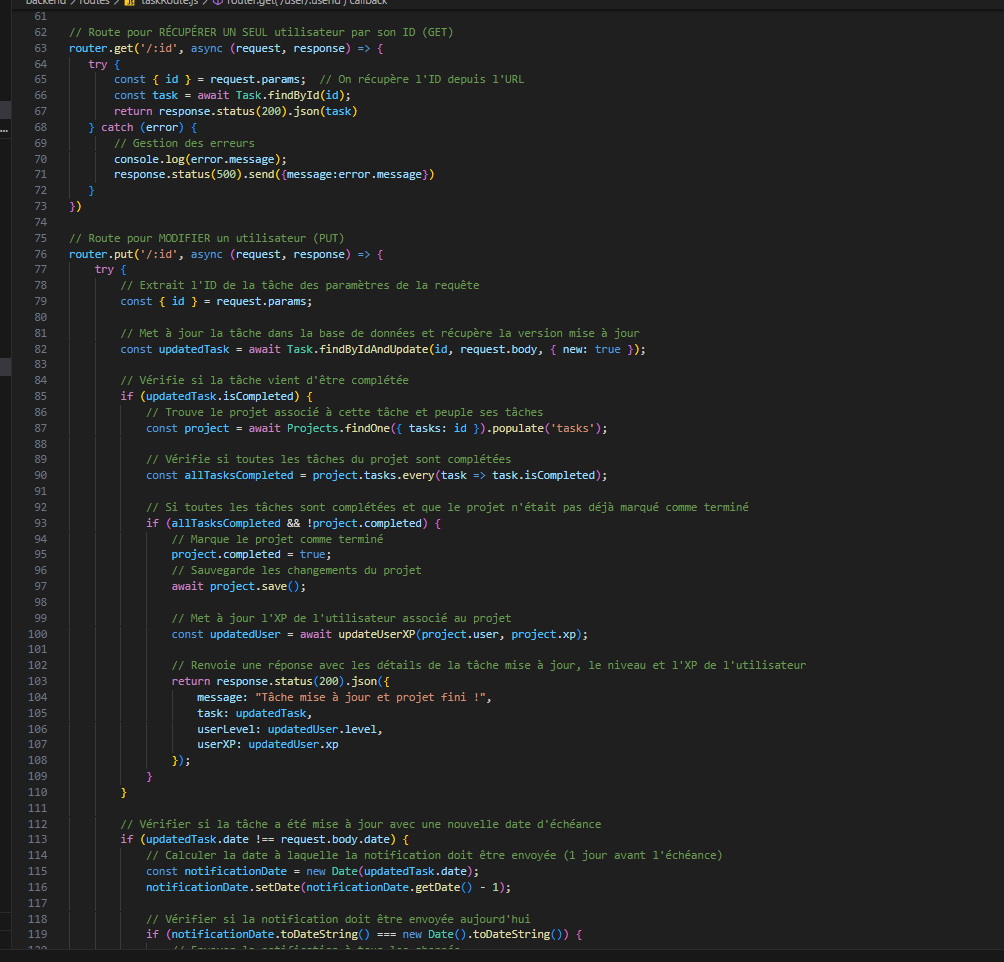 backend > routes > taskRoute.js > router.get('/user/:userId') callback
61
62 // Route pour RÉCUPÉRER UN SEUL utilisateur par son ID (GET)
63 router.get('/:id', async (request, response) => {
64 try {
65 const { id } = request.params; // On récupère l'ID depuis l'URL
66 const task = await Task.findById(id);
67 return response.status(200).json(task)
68 } catch (error) {
69 // Gestion des erreurs
70 console.log(error.message);
71 response.status(500).send({message:error.message})
72 }
73 })
74
75 // Route pour MODIFIER un utilisateur (PUT)
76 router.put('/:id', async (request, response) => {
77 try {
78 // Extrait l'ID de la tâche des paramètres de la requête
79 const { id } = request.params;
80
81 // Met à jour la tâche dans la base de données et récupère la version mise à jour
82 const updatedTask = await Task.findByIdAndUpdate(id, request.body, { new: true });
83
84 // Vérifie si la tâche vient d'être complétée
85 if (updatedTask.isCompleted) {
86 // Trouve le projet associé à cette tâche et peuple ses tâches
87 const project = await Projects.findOne({ tasks: id }).populate('tasks');
88
89 // Vérifie si toutes les tâches du projet sont complétées
90 const allTasksCompleted = project.tasks.every(task => task.isCompleted);
91
92 // Si toutes les tâches sont complétées et que le projet n'était pas déjà marqué comme terminé
93 if (allTasksCompleted && !project.completed) {
94 // Marque le projet comme terminé
95 project.completed = true;
96 // Sauvegarde les changements du projet
97 await project.save();
98
99 // Met à jour l'XP de l'utilisateur associé au projet
100 const updatedUser = await updateUserXP(project.user, project.xp);
101
102 // Renvoie une réponse avec les détails de la tâche mise à jour, le niveau et l'XP de l'utilisateur
103 return response.status(200).json({
104 message: "Tâche mise à jour et projet fini !",
105 task: updatedTask,
106 userLevel: updatedUser.level,
107 userXP: updatedUser.xp
108 });
109 }
110 }
111
112 // Vérifier si la tâche a été mise à jour avec une nouvelle date d'échéance
113 if (updatedTask.date !== request.body.date) {
114 // Calculer la date à laquelle la notification doit être envoyée (1 jour avant l'échéance)
115 const notificationDate = new Date(updatedTask.date);
116 notificationDate.setDate(notificationDate.getDate() - 1);
117
118 // Vérifier si la notification doit être envoyée aujourd'hui
119 if (notificationDate.toDateString() === new Date().toDateString()) {